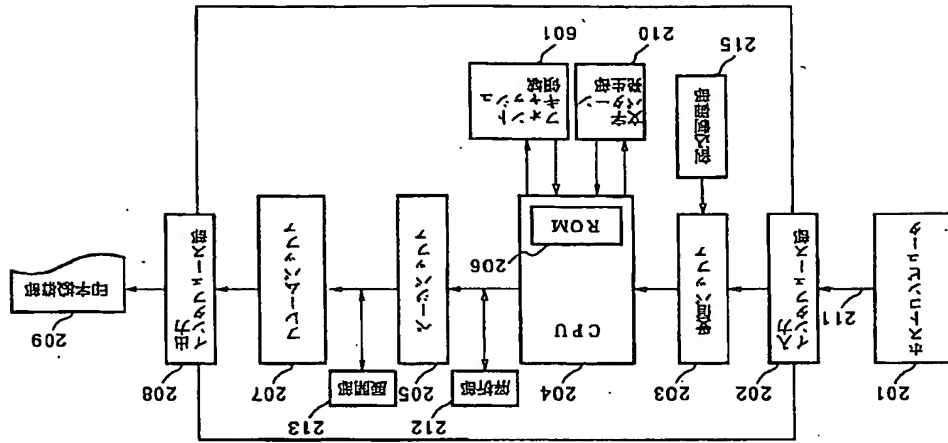 201
ホストコンピュータ
211
202
入力
インタフェース部
203
受信バッファ
215
割込制御部
204
CPU
206
ROM
210
文字
パターン
発生部
601
フォント
キャッシュ
領域
212
解析部
205
ページバッファ
213
展開部
207
フレームバッファ
208
出力
インタフェース部
209
印字機構部